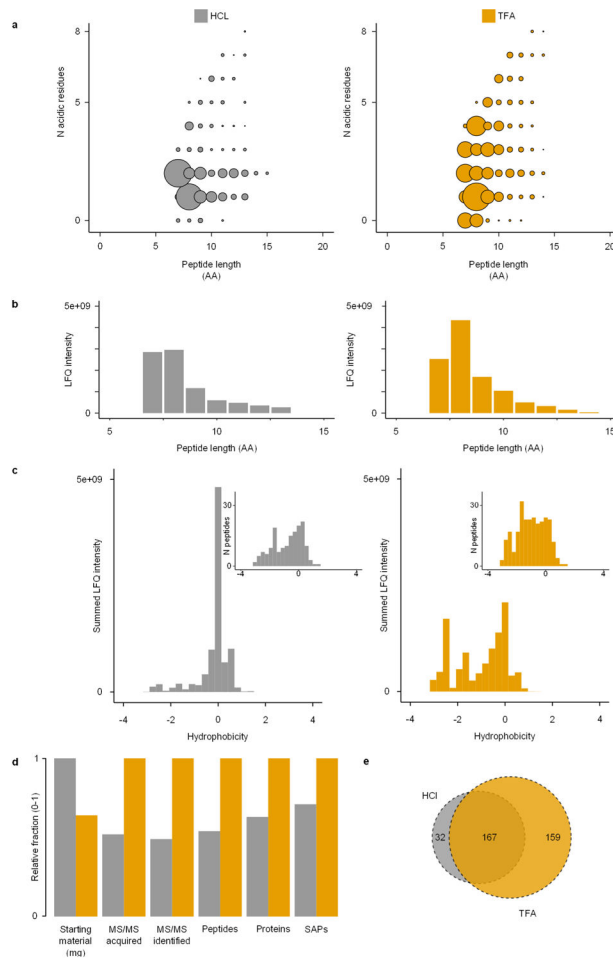 a
HCL
TFA
N acidic residues
8
5
0
0 5 10 15 20
Peptide length
(AA)
8
5
0
0 5 10 15 20
Peptide length
(AA)
b
LFQ intensity
5e+09
0
5 10 15
Peptide length (AA)
LFQ intensity
5e+09
0
5 10 15
Peptide length (AA)
c
Summed LFQ intensity
5e+09
0
-4 -2 0 2 4
Hydrophobicity
N peptides
30
0
-4 0 4
Summed LFQ intensity
5e+09
0
-4 -2 0 2 4
Hydrophobicity
N peptides
30
0
-4 0 4
d
Relative fraction (0-1)
1
0
Starting
material
(mg)
MS/MS
acquired
MS/MS
identified
Peptides
Proteins
SAPs
e
HCl
32
167
159
TFA